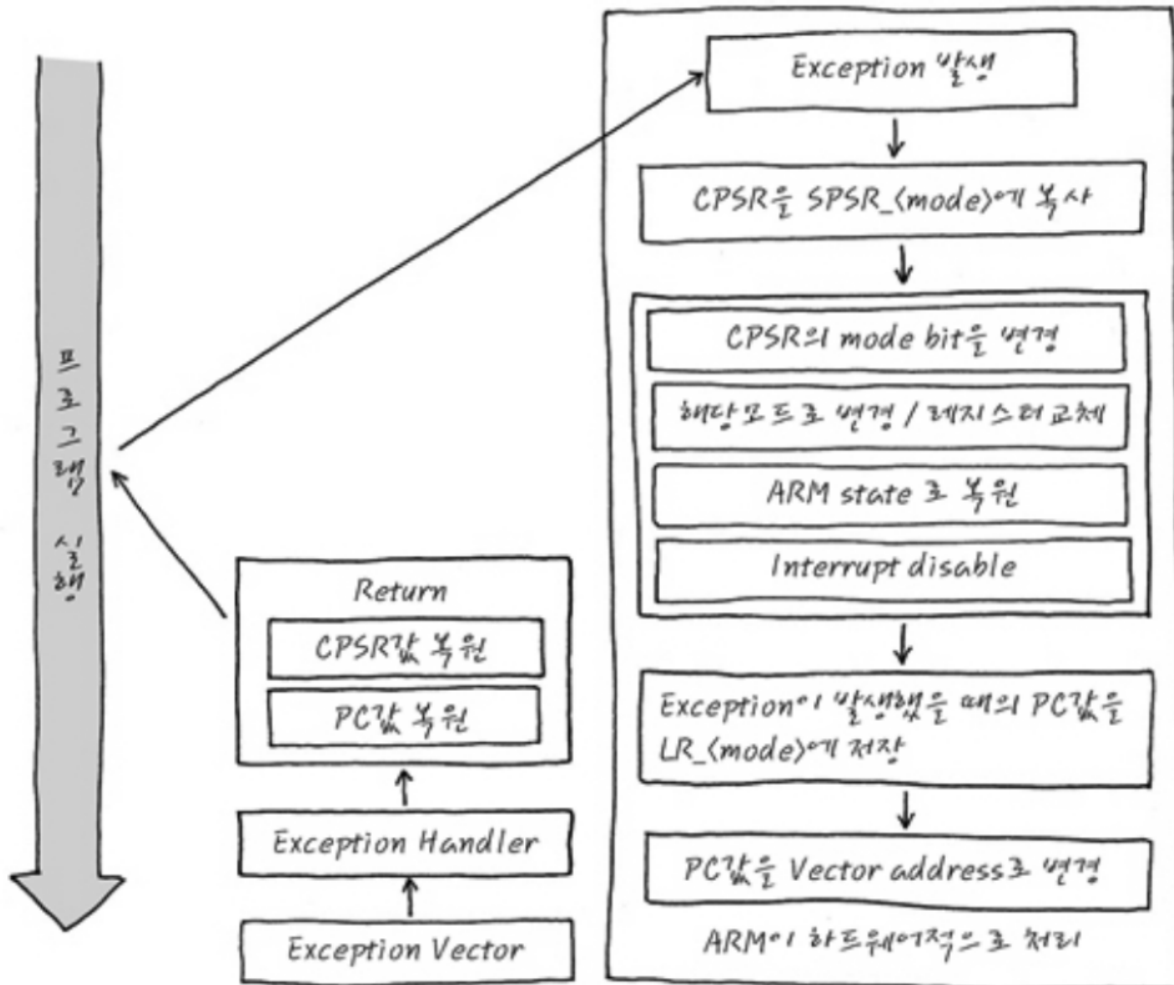 Exception 발생
CPSR을 SPSR_<mode>에 복사
CPSR의 mode bit을 변경
해당모드로 변경 / 레지스터교체
ARM state로 복원
Interrupt disable
Exception이 발생했을 때의 PC값을
LR_<mode>에 저장
PC값을 Vector address로 변경
ARM이 하드웨어적으로 처리
프로그램 실행
Return
CPSR값 복원
PC값 복원
Exception Handler
Exception Vector